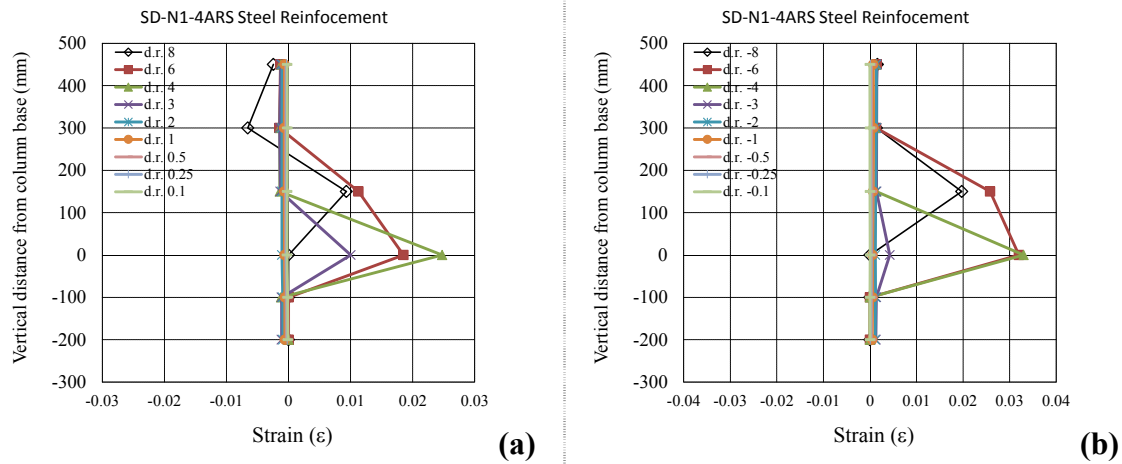 SD-N1-4ARS Steel Reinfocement
Vertical distance from column base (mm)
500
400
300
200
100
0
-100
-200
-300
d.r. 8
d.r. 6
d.r. 4
d.r. 3
d.r. 2
d.r. 1
d.r. 0.5
d.r. 0.25
d.r. 0.1
-0.03 -0.02 -0.01 0 0.01 0.02 0.03
Strain (ε)
(a)
SD-N1-4ARS Steel Reinfocement
Vertical distance from column base (mm)
500
400
300
200
100
0
-100
-200
-300
d.r. -8
d.r. -6
d.r. -4
d.r. -3
d.r. -2
d.r. -1
d.r. -0.5
d.r. -0.25
d.r. -0.1
-0.04 -0.03 -0.02 -0.01 0 0.01 0.02 0.03 0.04
Strain (ε)
(b)